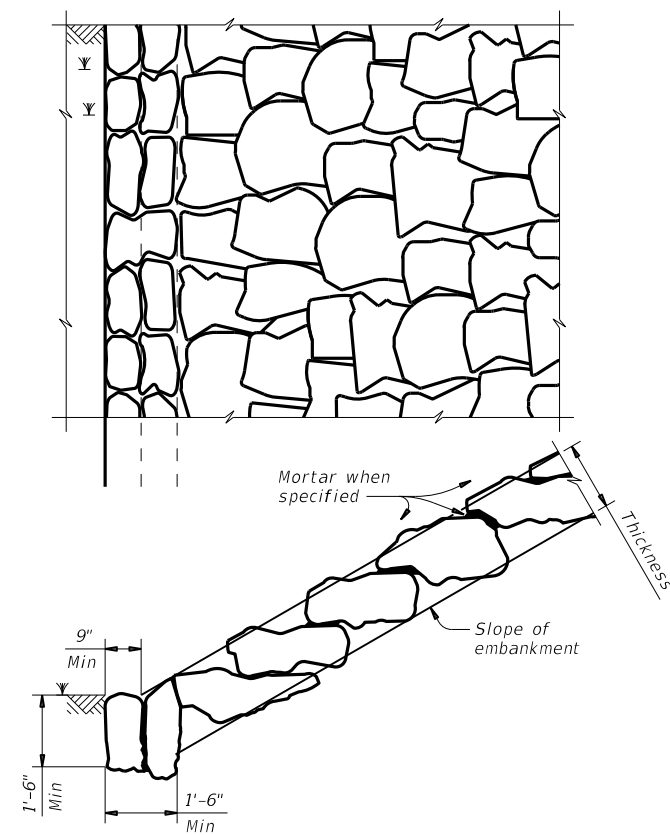 Mortar when
specified
Thickness
Slope of
embankment
9"
Min
1'-6"
Min
1'-6"
Min